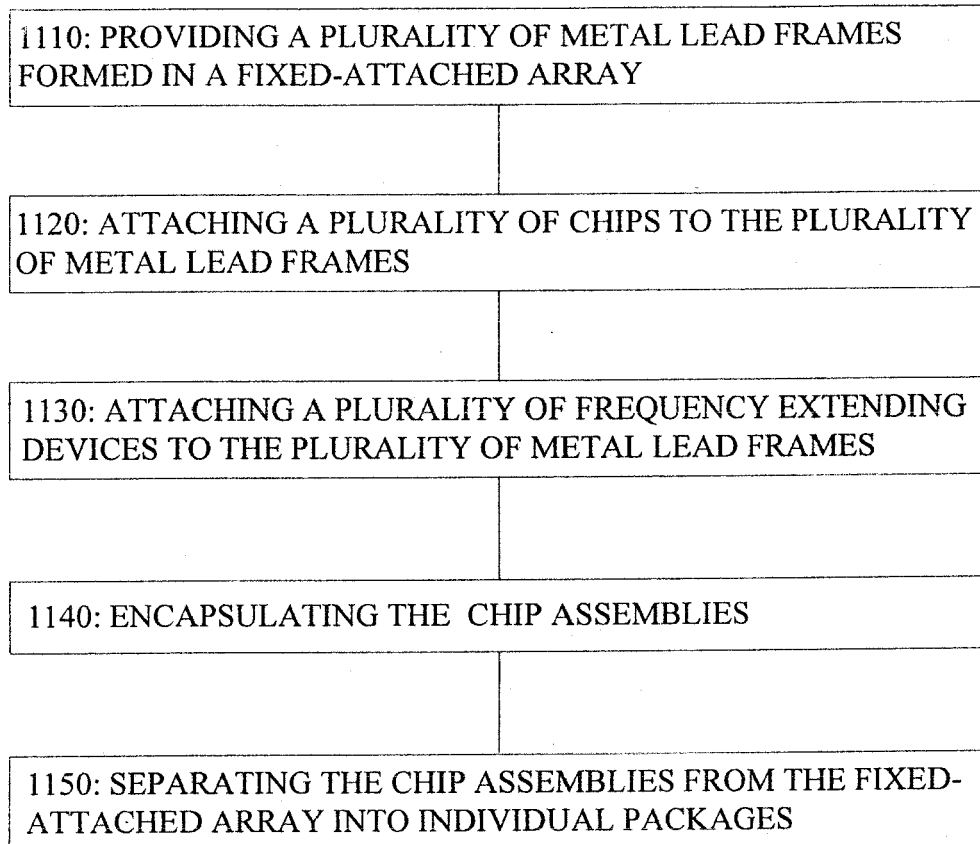 1110: PROVIDING A PLURALITY OF METAL LEAD FRAMES
FORMED IN A FIXED-ATTACHED ARRAY
1120: ATTACHING A PLURALITY OF CHIPS TO THE PLURALITY
OF METAL LEAD FRAMES
1130: ATTACHING A PLURALITY OF FREQUENCY EXTENDING
DEVICES TO THE PLURALITY OF METAL LEAD FRAMES
1140: ENCAPSULATING THE CHIP ASSEMBLIES
1150: SEPARATING THE CHIP ASSEMBLIES FROM THE FIXED-
ATTACHED ARRAY INTO INDIVIDUAL PACKAGES